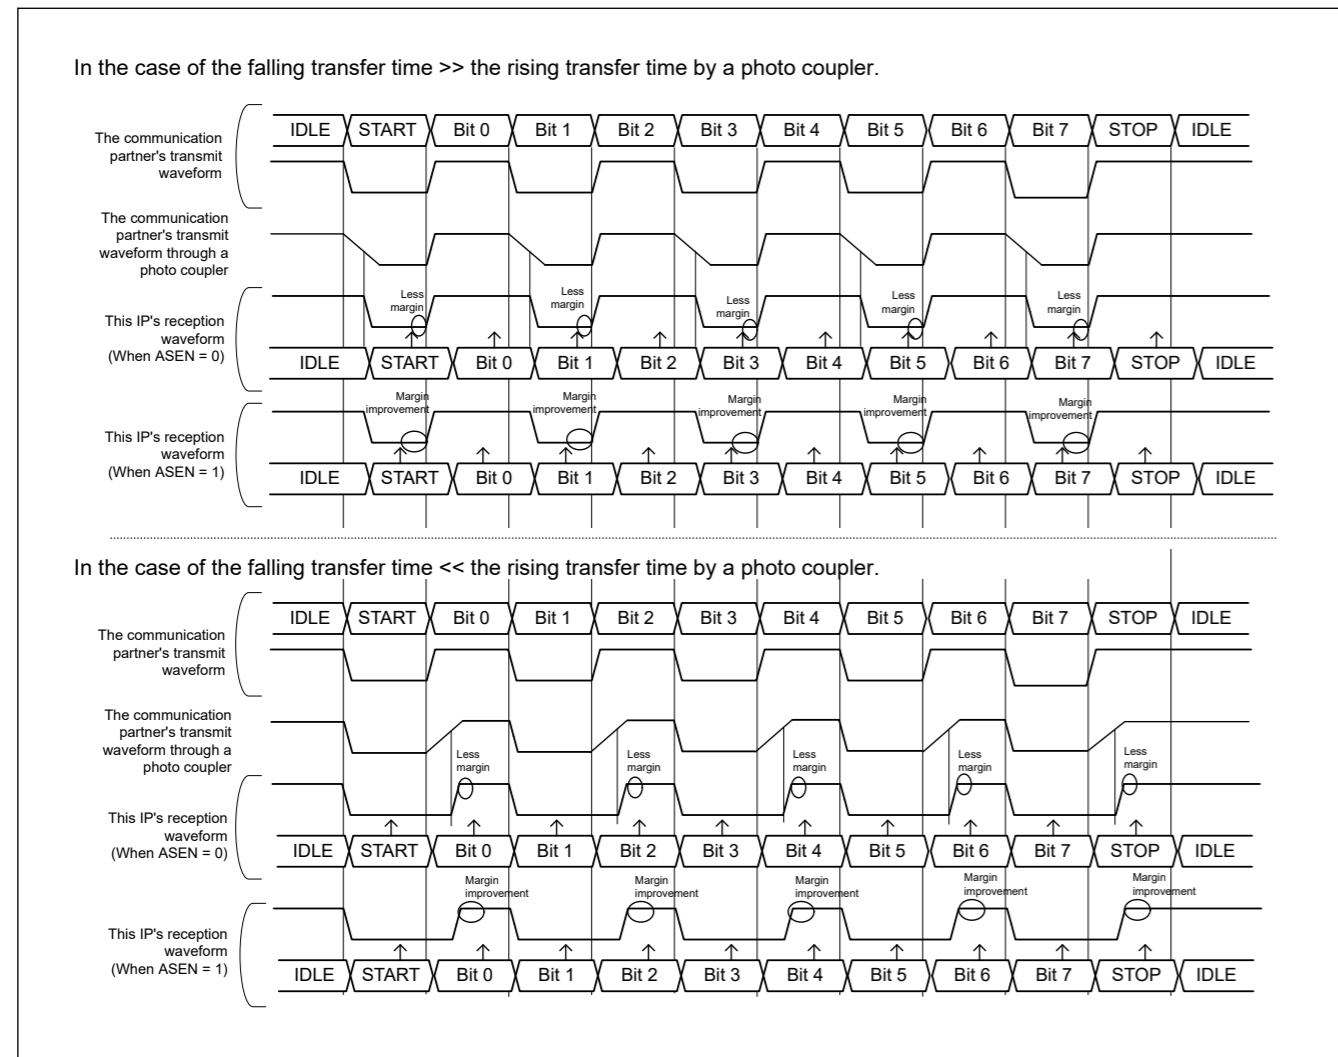 In the case of the falling transfer time >> the rising transfer time by a photo coupler.
The communication
partner's transmit
waveform
IDLE START Bit 0 Bit 1 Bit 2 Bit 3 Bit 4 Bit 5 Bit 6 Bit 7 STOP IDLE
The communication
partner's transmit
waveform through a
photo coupler
This IP's reception
waveform
(When ASEN = 0)
Less
margin
Less
margin
Less
margin
Less
margin
Less
margin
IDLE START Bit 0 Bit 1 Bit 2 Bit 3 Bit 4 Bit 5 Bit 6 Bit 7 STOP IDLE
This IP's reception
waveform
(When ASEN = 1)
Margin
improvement
Margin
improvement
Margin
improvement
Margin
improvement
Margin
improvement
IDLE START Bit 0 Bit 1 Bit 2 Bit 3 Bit 4 Bit 5 Bit 6 Bit 7 STOP IDLE
In the case of the falling transfer time << the rising transfer time by a photo coupler.
The communication
partner's transmit
waveform
IDLE START Bit 0 Bit 1 Bit 2 Bit 3 Bit 4 Bit 5 Bit 6 Bit 7 STOP IDLE
The communication
partner's transmit
waveform through a
photo coupler
Less
margin
Less
margin
Less
margin
Less
margin
Less
margin
This IP's reception
waveform
(When ASEN = 0)
IDLE START Bit 0 Bit 1 Bit 2 Bit 3 Bit 4 Bit 5 Bit 6 Bit 7 STOP IDLE
Margin
improvement
Margin
improvement
Margin
improvement
Margin
improvement
Margin
improvement
This IP's reception
waveform
(When ASEN = 1)
IDLE START Bit 0 Bit 1 Bit 2 Bit 3 Bit 4 Bit 5 Bit 6 Bit 7 STOP IDLE